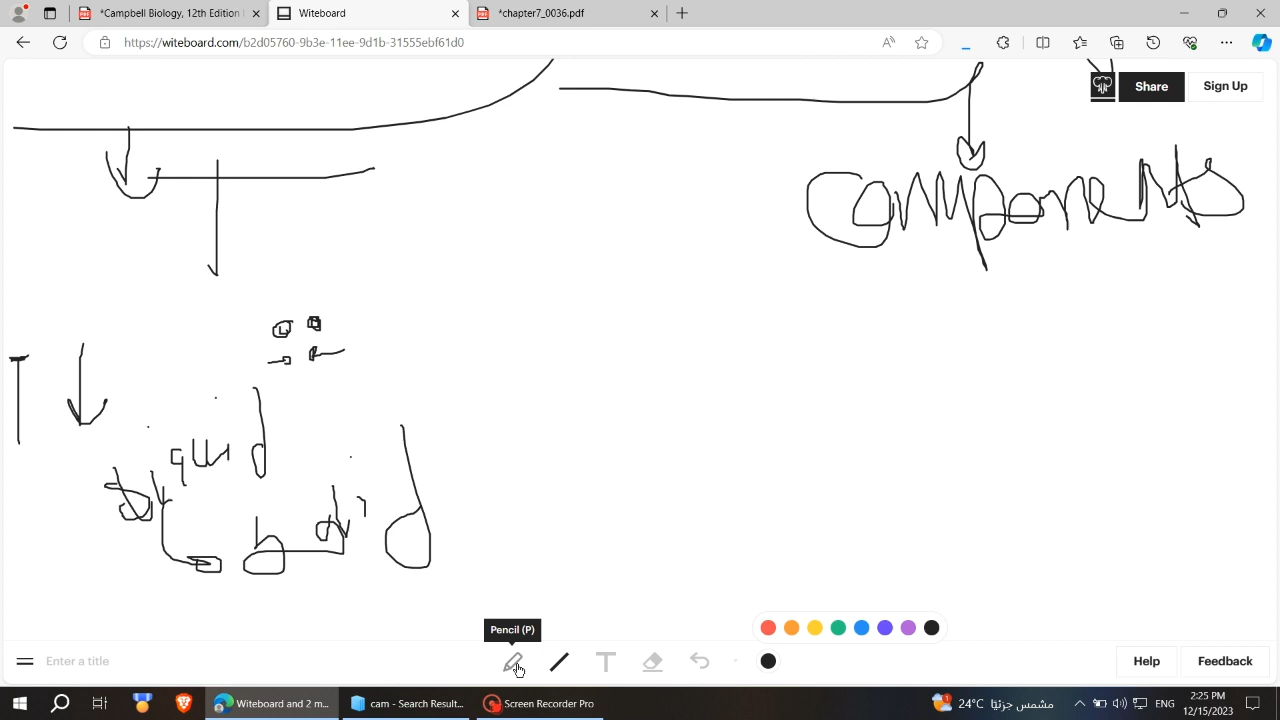 *Campbell Biology, 12th Edition
Witeboard
*chapter7_0036.pdf
https://witeboard.com/b2d05760-9b3e-11ee-9d1b-31555ebf61d0
Share
Sign Up
components
T
Pencil (P)
Enter a title
T
Help
Feedback
Witeboard and 2 m...
cam - Search Result...
Screen Recorder Pro
24°C مشمس جزئيًا
2:25 PM
12/15/2023